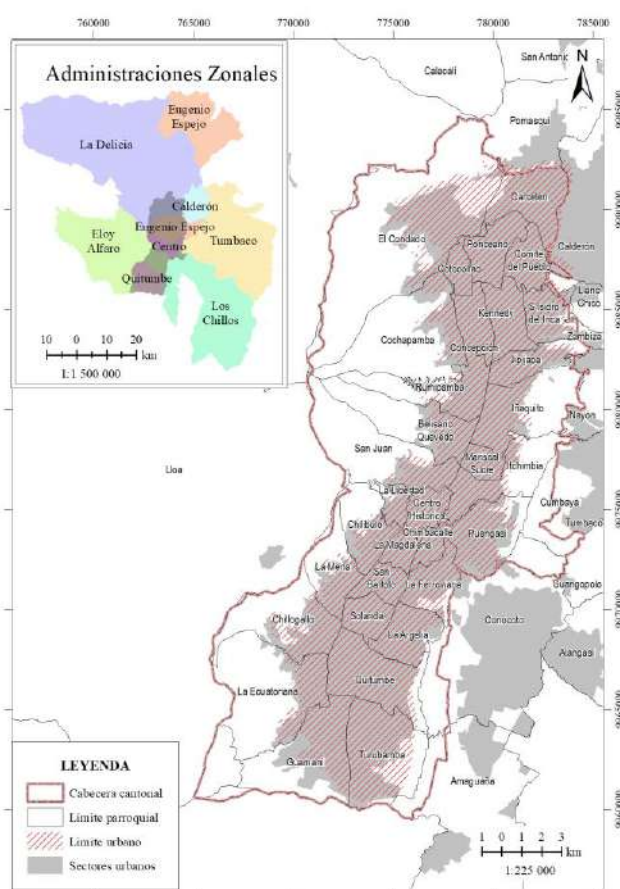 760000
765000
770000
775000
780000
785000
Administraciones Zonales
Eugenio
Espejo
La Delicia
Calderón
Eugenio Espejo
Eloy
Alfaro
Centro
Tumbaco
Quitumbe
Los
Chillos
10 0 10 20
km
1:1 500 000
N
San Antonio
Calacalí
Pomasqui
Carcelén
El Condado
Ponceano
Calderón
Cotocollao
Comité
del Pueblo
Llano
Chico
Kennedy
S. Isidro
del Inca
Cochapamba
Concepción
Zámbiza
Jipijapa
Rumipamba
Iñaquito
Nayón
Belisario
Quevedo
San Juan
Mariscal
Sucre
Itchimbía
Lloa
La Libertad
Centro
Histórico
Cumbayá
Tumbaco
Chilibulo
Chimbacalle
La Magdalena
Puengasí
La Mena
San
Bartolo
La Ferroviaria
Guangopolo
Chillogallo
Solanda
Conocoto
La Argelia
Alangasí
Quitumbe
La Ecuatoriana
Guamaní
Turubamba
Amaguaña
LEYENDA
Cabecera cantonal
Límite parroquial
Límite urbano
Sectores urbanos
1 0 1 2 3
km
1:225 000